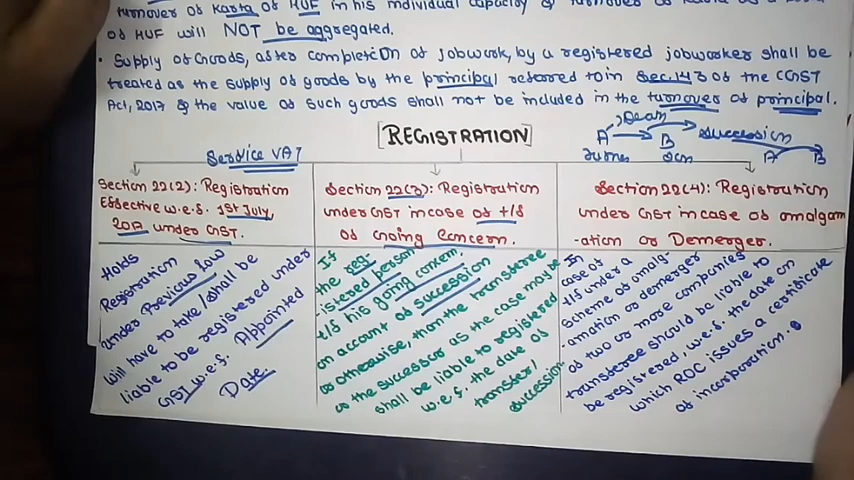 turnover of Karta of HUF in his individual capacity &
of HUF will NOT be aggregated.
• Supply of Goods, after completion of jobwork, by a registered jobworker shall be
treated as the supply of goods by the principal referred to in Sec. 143 of the CGST
Act, 2017 & the value of such goods shall not be included in the turnover of principal.
[REGISTRATION]
Death
A B succession
A B
Service VAT
Section 22(2): Registration
Effective w.e.f. 1st July,
2017 under GST.
Holds
Registration
under Previous Law
will have to take/shall be
liable to be registered under
GST w.e.f. Appointed
Date.
Section 22(3): Registration
under GST in case of t/f
of Going Concern.
If
the reg-
istered person
t/f his going concern
on account of succession
or otherwise, then the transferee
or the successor as the case may be
shall be liable to registered
w.e.f. the date of
transfer/
succession.
Section 22(4): Registration
under GST in case of amalgam
-ation or Demerger.
In
case of
t/f under a
scheme of amalg-
amation or demerger
of two or more companies
transferee should be liable to
be registered, w.e.f. the date on
which ROC issues a certificate
of incorporation.